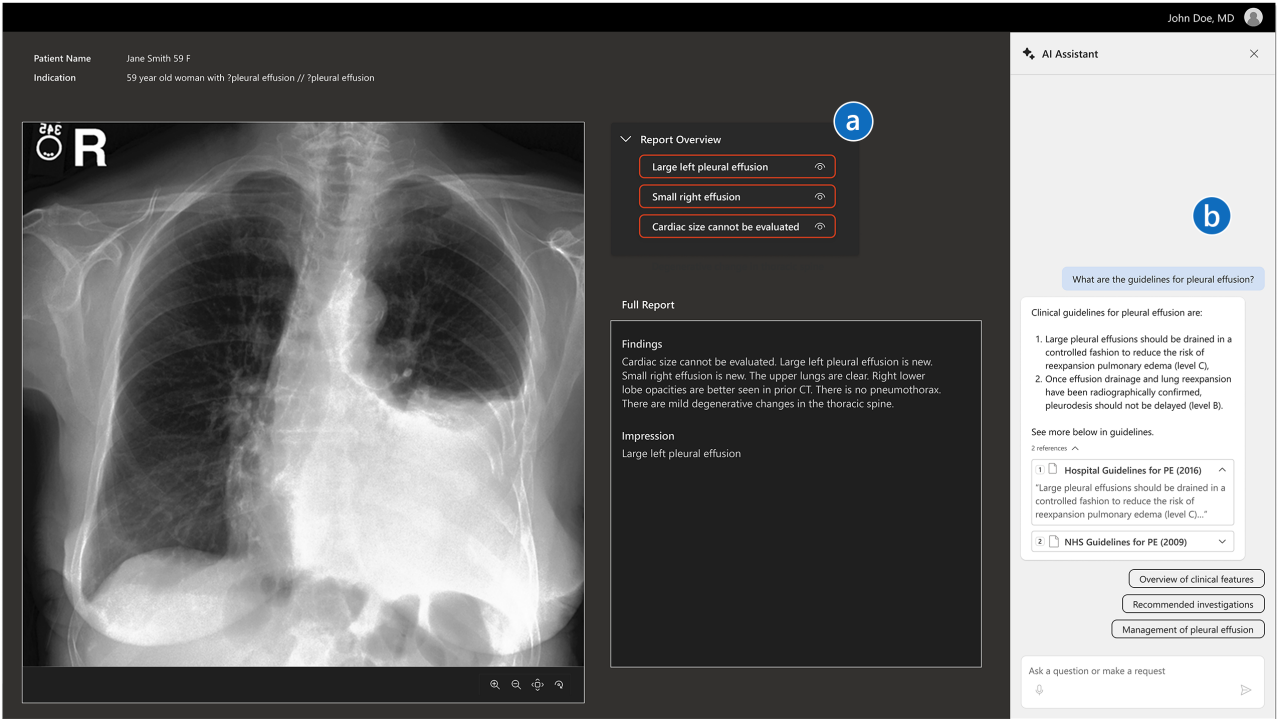 John Doe, MD
Patient Name Jane Smith 59 F
Indication 59 year old woman with ?pleural effusion // ?pleural effusion
R
a
Report Overview
Large left pleural effusion
Small right effusion
Cardiac size cannot be evaluated
Full Report
Findings
Cardiac size cannot be evaluated. Large left pleural effusion is new.
Small right effusion is new. The upper lungs are clear. Right lower
lobe opacities are better seen in prior CT. There is no pneumothorax.
There are mild degenerative changes in the thoracic spine.
Impression
Large left pleural effusion
AI Assistant
b
What are the guidelines for pleural effusion?
Clinical guidelines for pleural effusion are:
1. Large pleural effusions should be drained in a
controlled fashion to reduce the risk of
reexpansion pulmonary edema (level C),
2. Once effusion drainage and lung reexpansion
have been radiographically confirmed,
pleurodesis should not be delayed (level B).
See more below in guidelines.
2 references
1 Hospital Guidelines for PE (2016)
"Large pleural effusions should be drained in a
controlled fashion to reduce the risk of
reexpansion pulmonary edema (level C)..."
2 NHS Guidelines for PE (2009)
Overview of clinical features
Recommended investigations
Management of pleural effusion
Ask a question or make a request